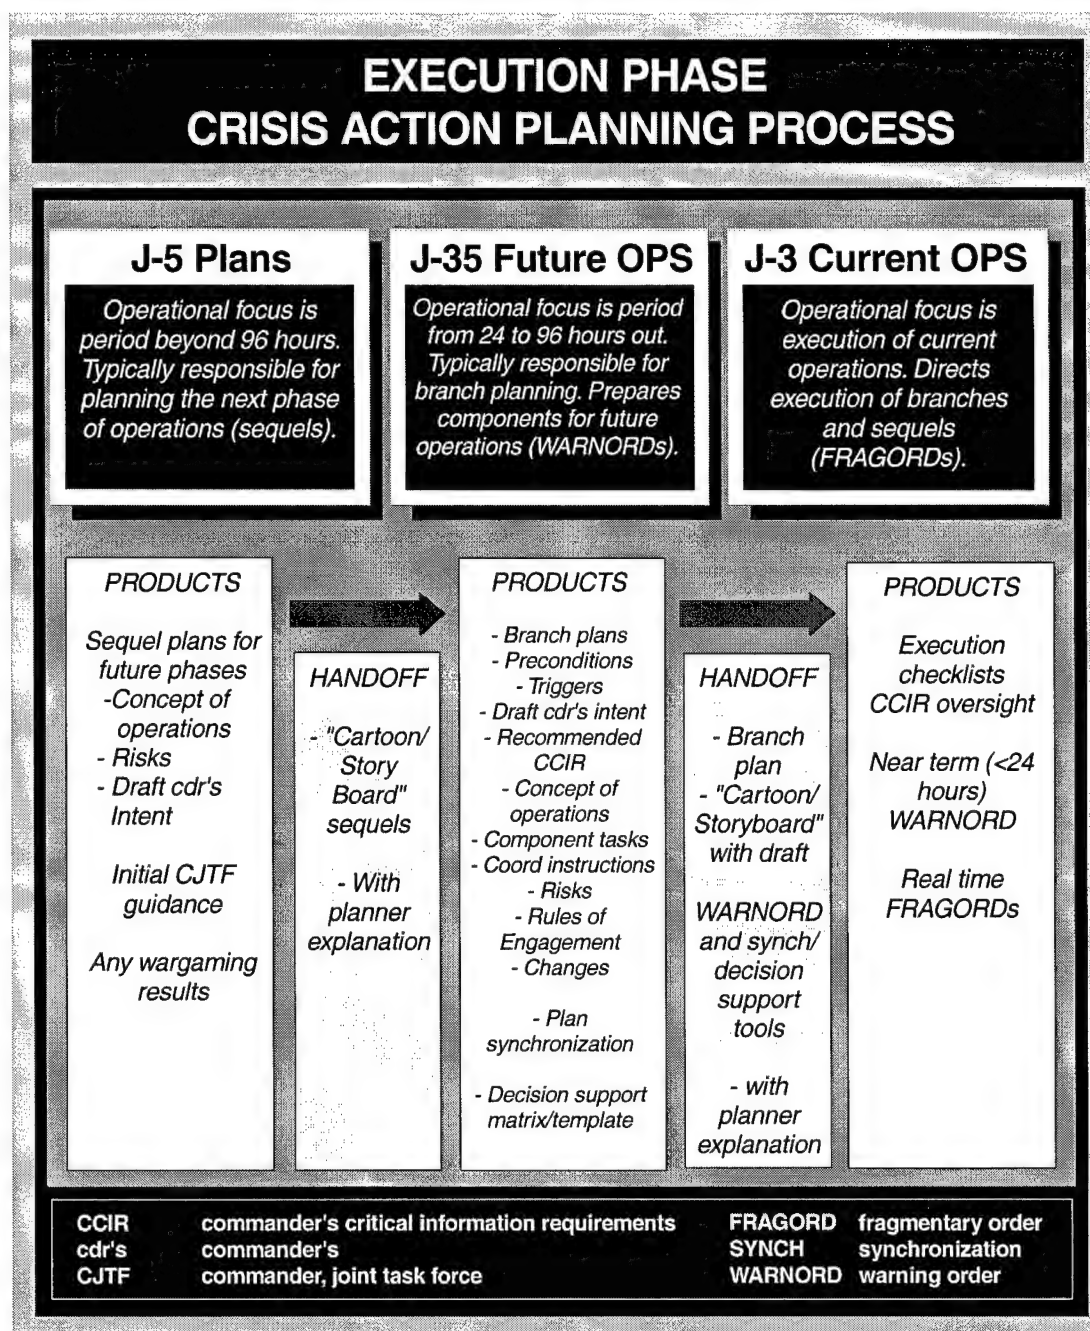 EXECUTION PHASE
CRISIS ACTION PLANNING PROCESS
J-5 Plans
Operational focus is
period beyond 96 hours.
Typically responsible for
planning the next phase
of operations (sequels).
J-35 Future OPS
Operational focus is period
from 24 to 96 hours out.
Typically responsible for
branch planning. Prepares
components for future
operations (WARNORDs).
J-3 Current OPS
Operational focus is
execution of current
operations. Directs
execution of branches
and sequels
(FRAGORDs).
PRODUCTS
Sequel plans for
future phases
-Concept of
operations
- Risks
- Draft cdr's
Intent
Initial CJTF
guidance
Any wargaming
results
HANDOFF
- "Cartoon/
Story
Board"
sequels
- With
planner
explanation
PRODUCTS
- Branch plans
- Preconditions
- Triggers
- Draft cdr's intent
- Recommended
CCIR
- Concept of
operations
- Component tasks
- Coord instructions
- Risks
- Rules of
Engagement
- Changes
- Plan
synchronization
- Decision support
matrix/template
HANDOFF
- Branch
plan
- "Cartoon/
Storyboard"
with draft
WARNORD
and synch/
decision
support
tools
- with
planner
explanation
PRODUCTS
Execution
checklists
CCIR oversight
Near term (<24
hours)
WARNORD
Real time
FRAGORDs
CCIR commander's critical information requirements
cdr's commander's
CJTF commander, joint task force
FRAGORD fragmentary order
SYNCH synchronization
WARNORD warning order